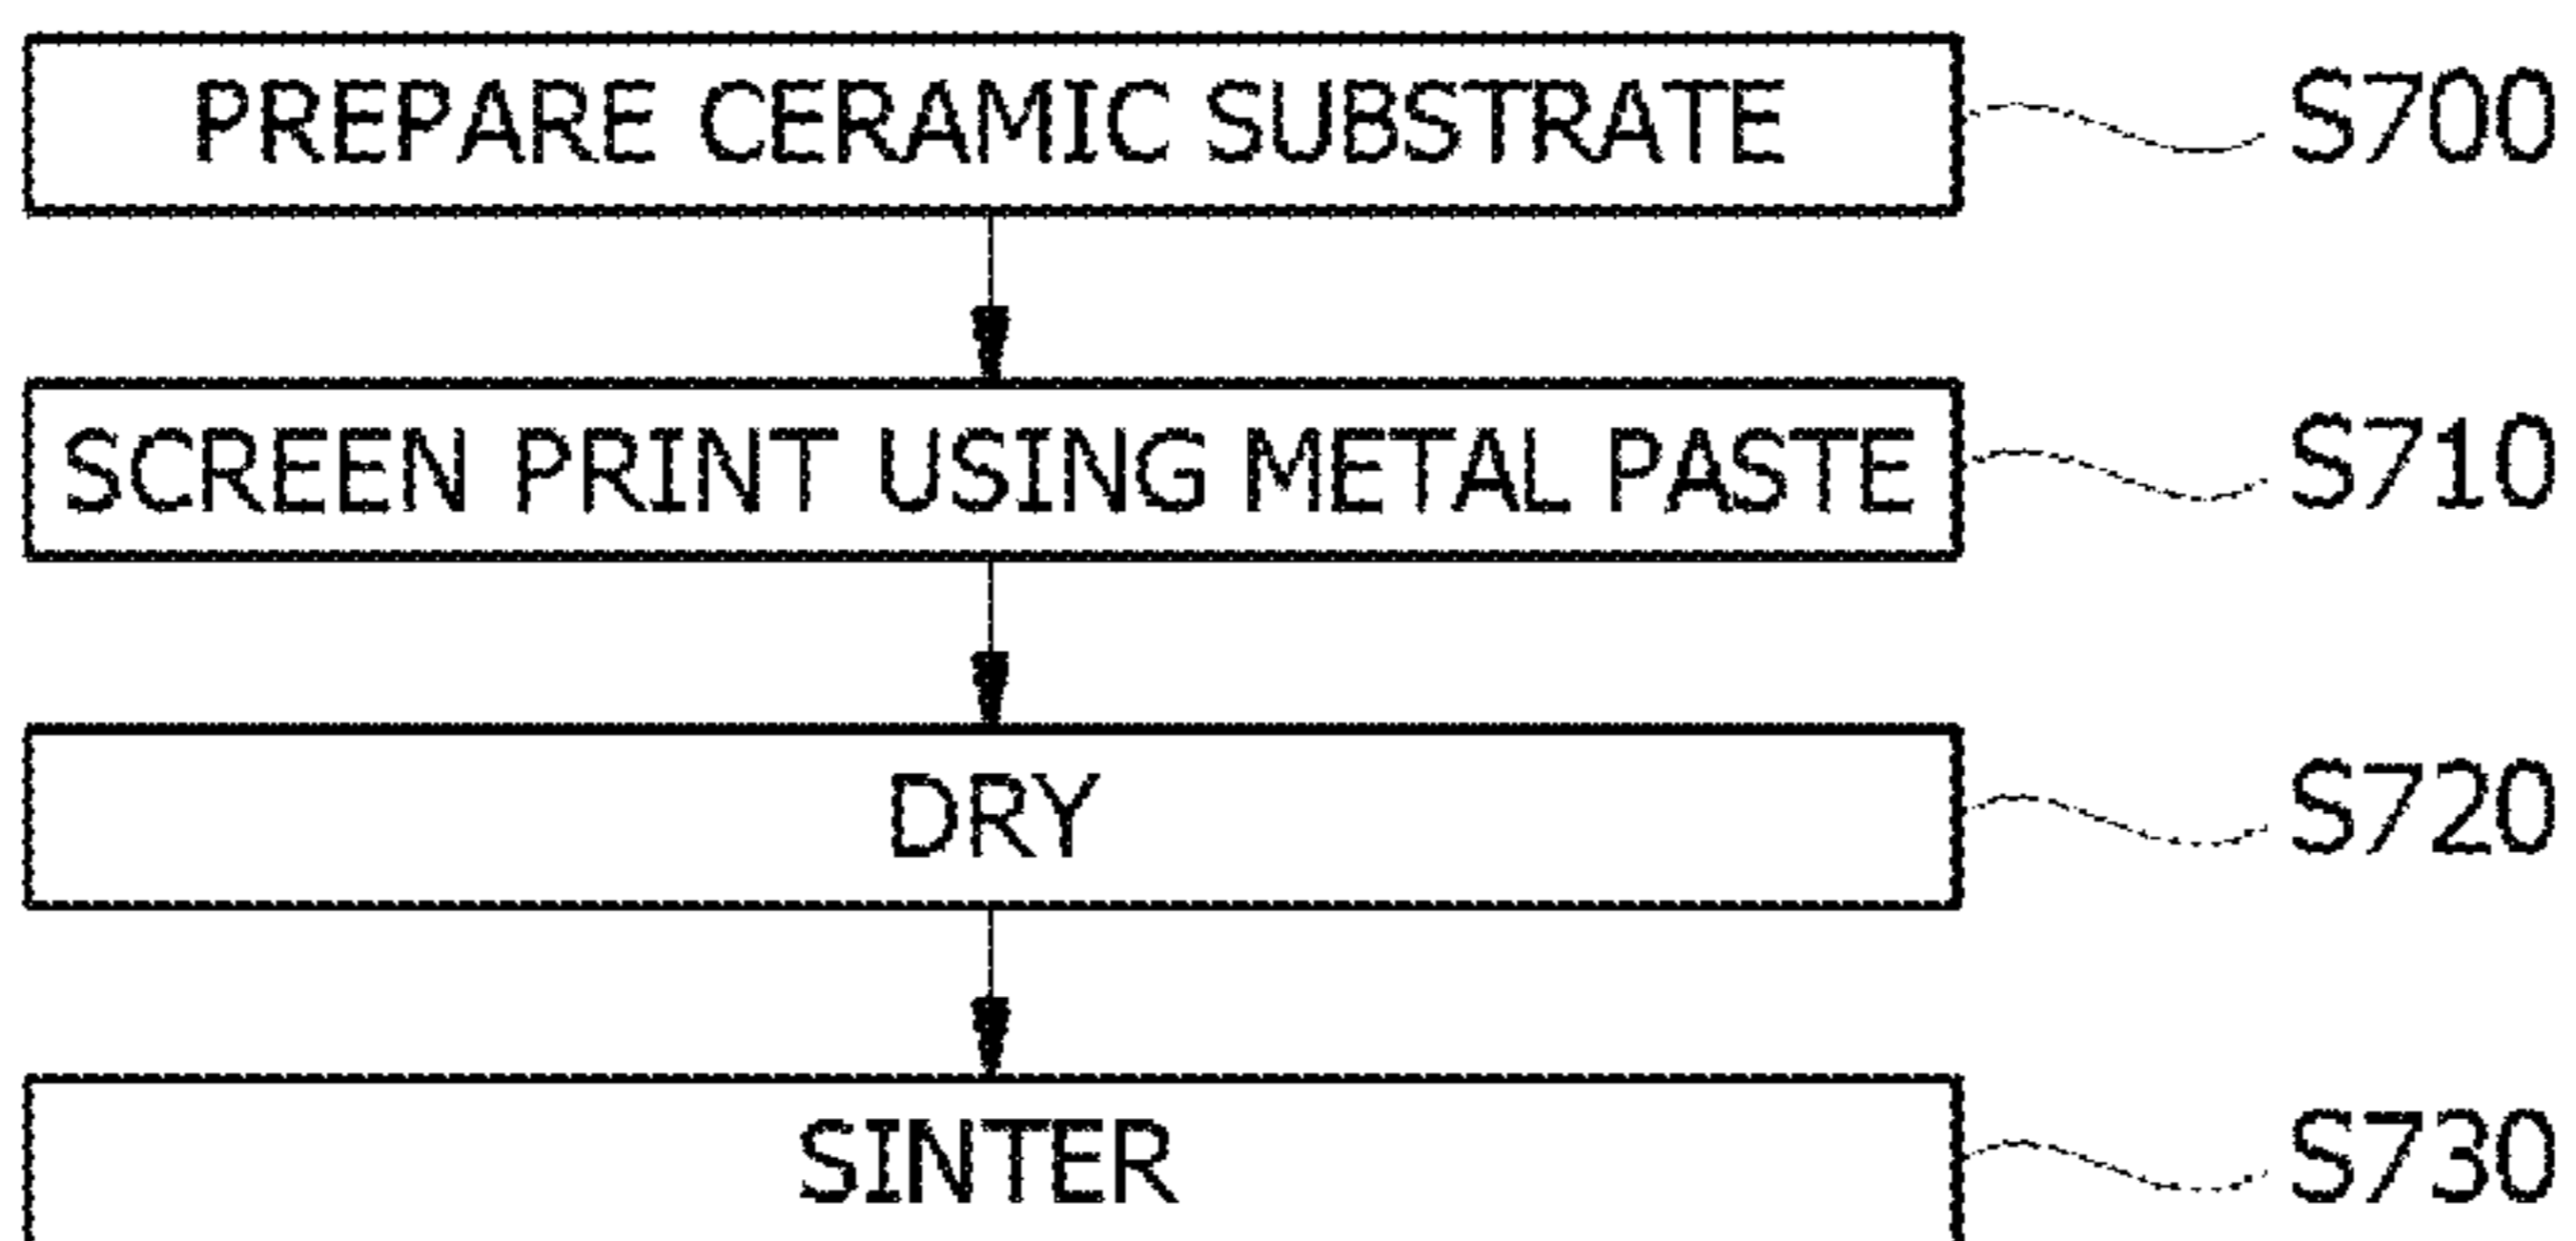 PREPARE CERAMIC SUBSTRATE S700
SCREEN PRINT USING METAL PASTE S710
DRY S720
SINTER S730